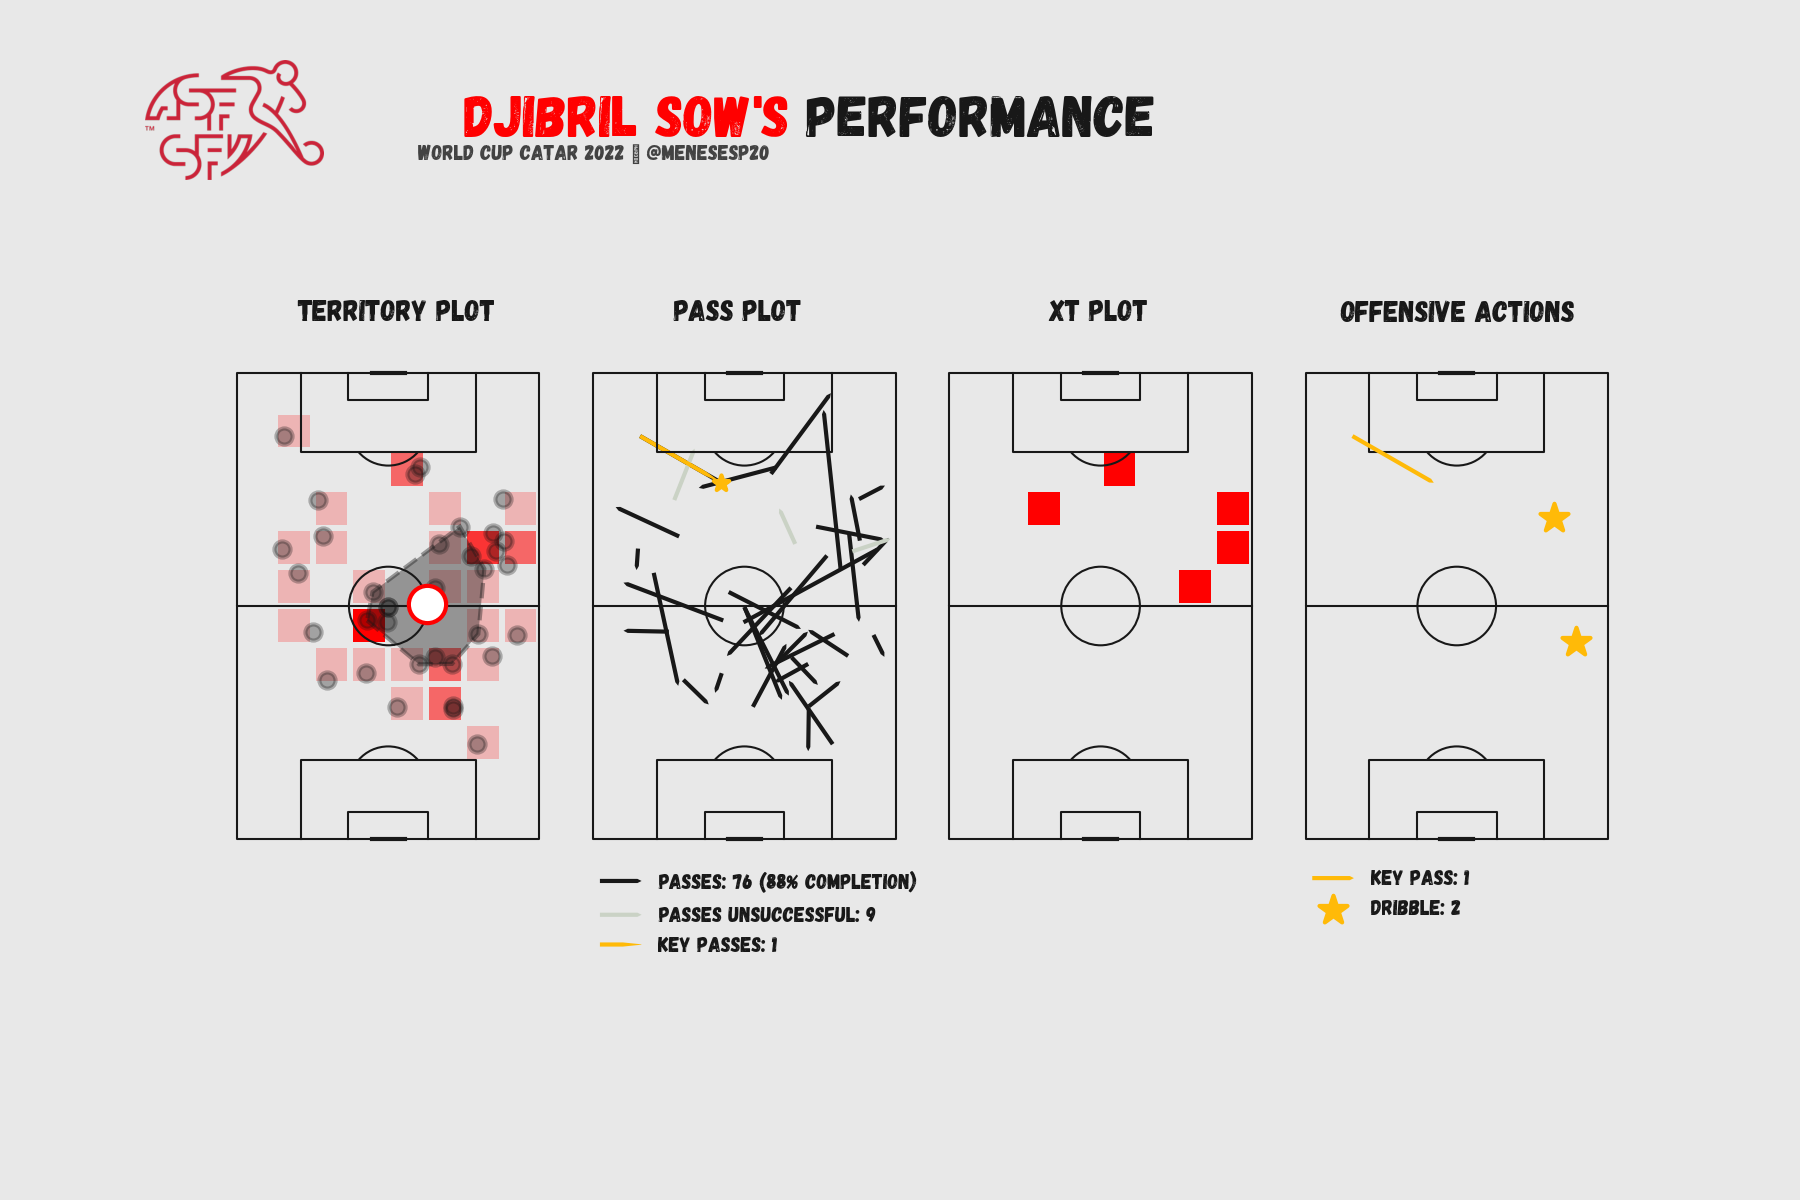 ASF
SFV
™
DJIBRIL SOW'S PERFORMANCE
WORLD CUP CATAR 2022 @MENESESP20
TERRITORY PLOT
PASS PLOT
XT PLOT
OFFENSIVE ACTIONS
PASSES: 76 (88% COMPLETION)
PASSES UNSUCCESSFUL: 9
KEY PASSES: 1
KEY PASS: 1
DRIBBLE: 2